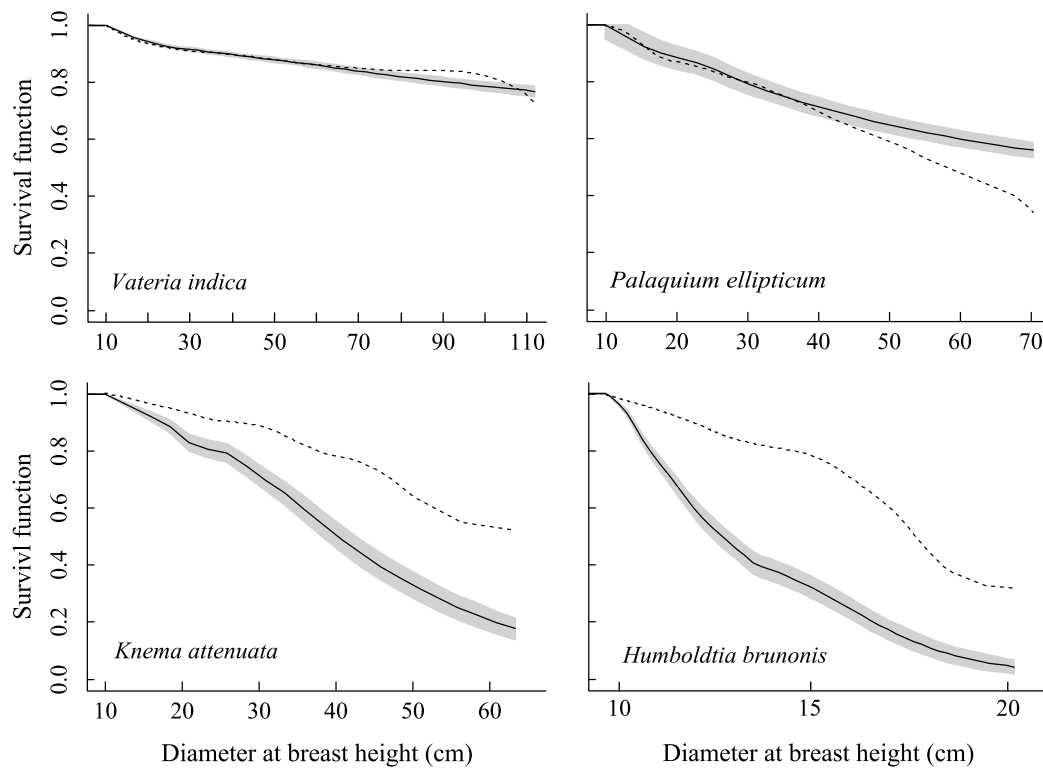 Survival function
1.0
0.8
0.6
0.4
0.2
0.0
Vateria indica
10 30 50 70 90 110
1.0
0.8
0.6
0.4
0.2
0.0
Palaquium ellipticum
10 20 30 40 50 60 70
Survivl function
1.0
0.8
0.6
0.4
0.2
0.0
Knema attenuata
10 20 30 40 50 60
Diameter at breast height (cm)
1.0
0.8
0.6
0.4
0.2
0.0
Humboldtia brunonis
10 15 20
Diameter at breast height (cm)